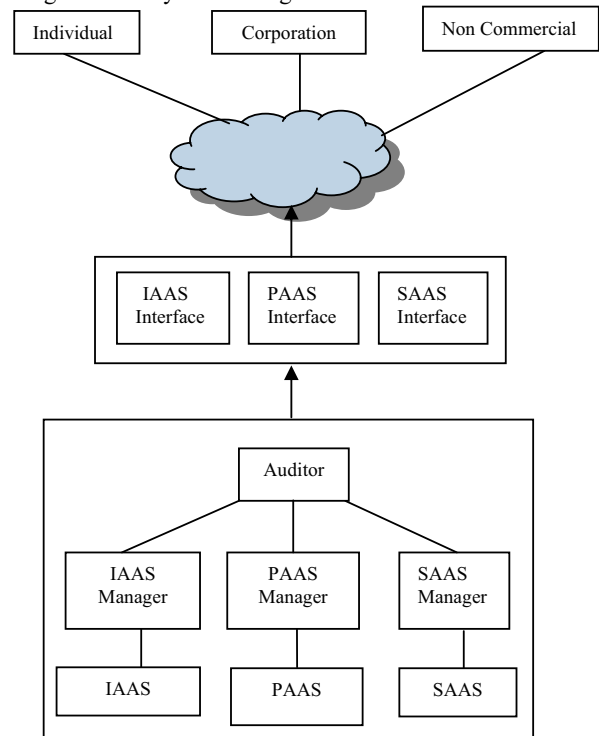 Individual
Corporation
Non Commercial
IAAS
Interface
PAAS
Interface
SAAS
Interface
Auditor
IAAS
Manager
PAAS
Manager
SAAS
Manager
IAAS
PAAS
SAAS